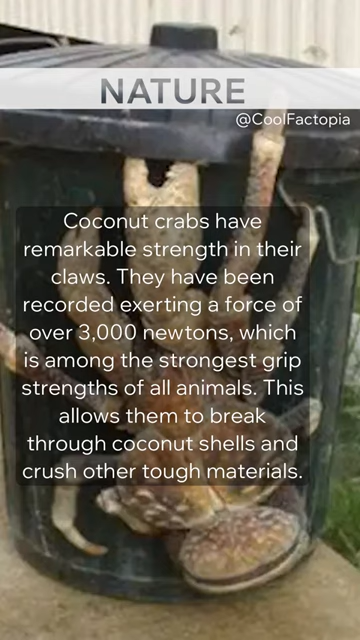 NATURE
@CoolFactopia
Coconut crabs have
remarkable strength in their
claws. They have been
recorded exerting a force of
over 3,000 newtons, which
is among the strongest grip
strengths of all animals. This
allows them to break
through coconut shells and
crush other tough materials.